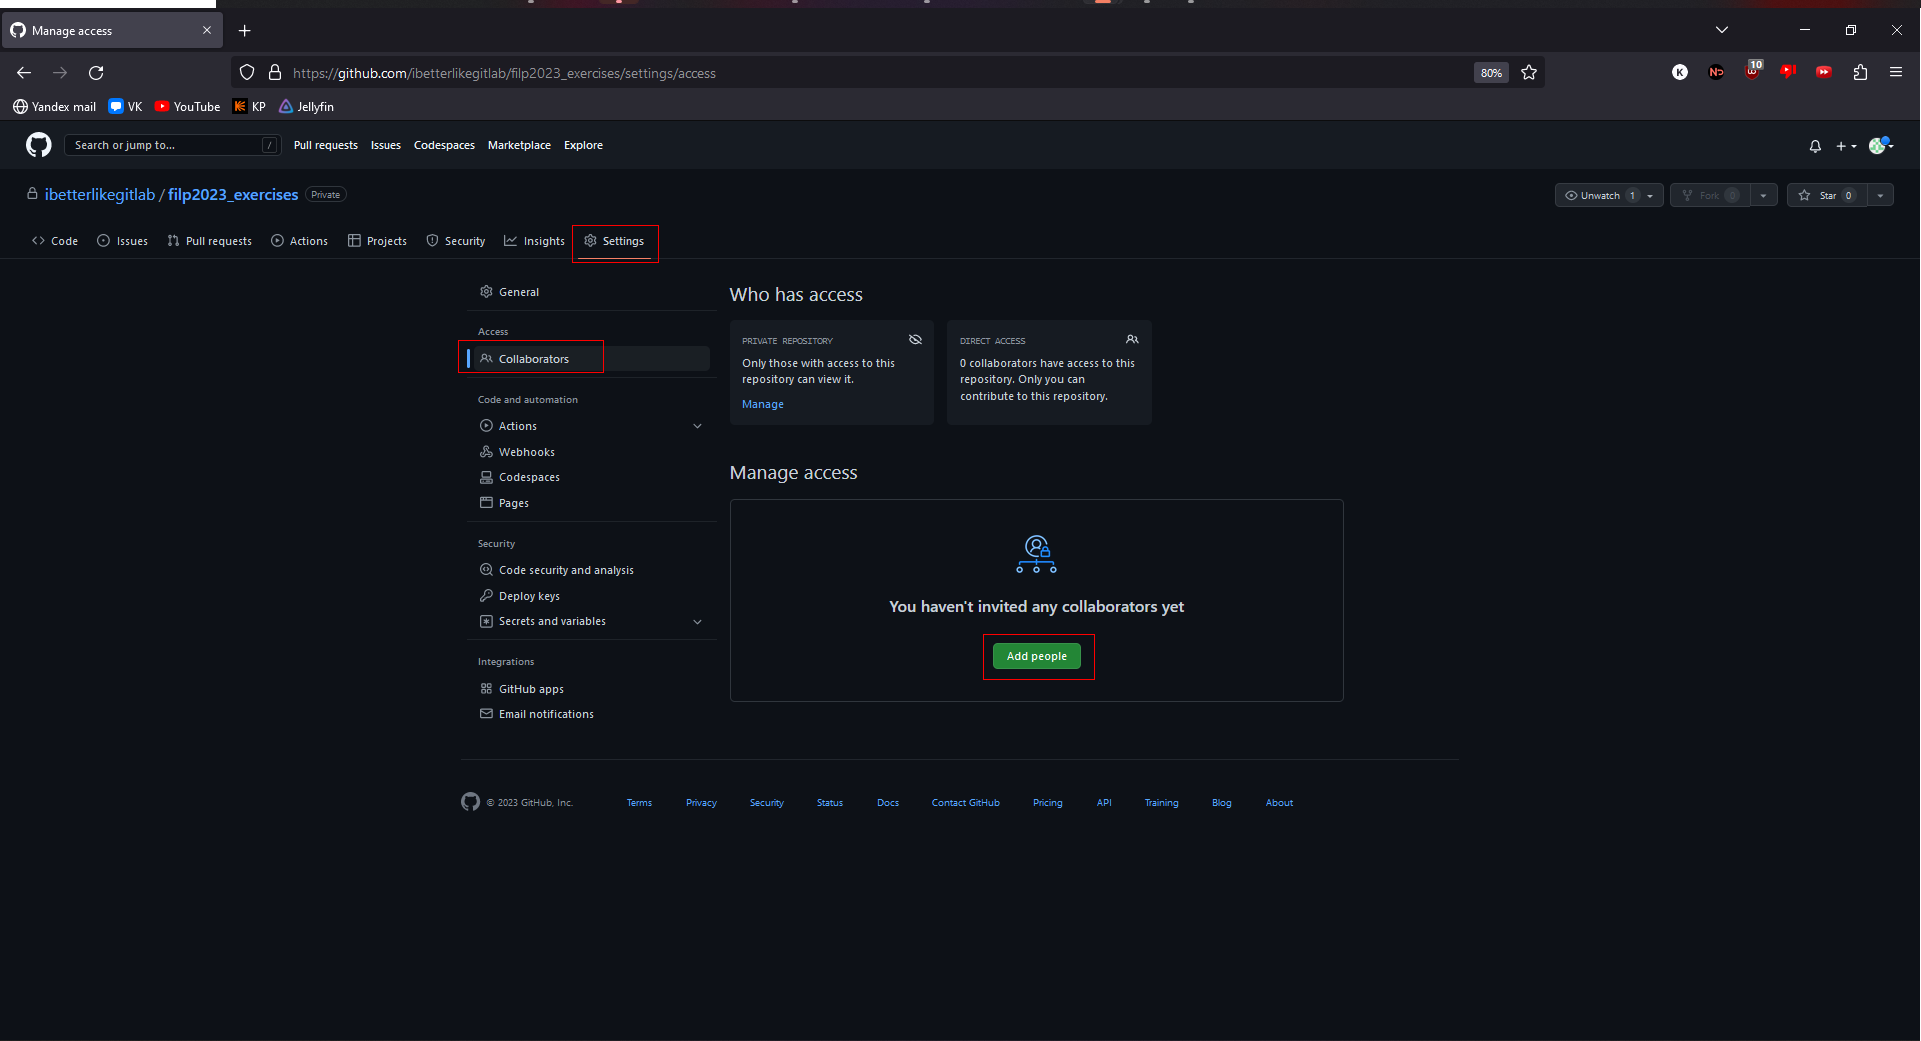 Manage access
https://github.com/ibetterlikegitlab/filp2023_exercises/settings/access
80%
10
Yandex mail VK YouTube KP Jellyfin
Search or jump to... /
Pull requests Issues Codespaces Marketplace Explore
ibetterlikegitlab / filp2023_exercises Private
Unwatch 1 Fork 0 Star 0
Code Issues Pull requests Actions Projects Security Insights Settings
General
Access
Collaborators
Code and automation
Actions
Webhooks
Codespaces
Pages
Security
Code security and analysis
Deploy keys
Secrets and variables
Integrations
GitHub apps
Email notifications
Who has access
PRIVATE REPOSITORY
Only those with access to this
repository can view it.
Manage
DIRECT ACCESS
0 collaborators have access to this
repository. Only you can
contribute to this repository.
Manage access
You haven't invited any collaborators yet
Add people
© 2023 GitHub, Inc. Terms Privacy Security Status Docs Contact GitHub Pricing API Training Blog About